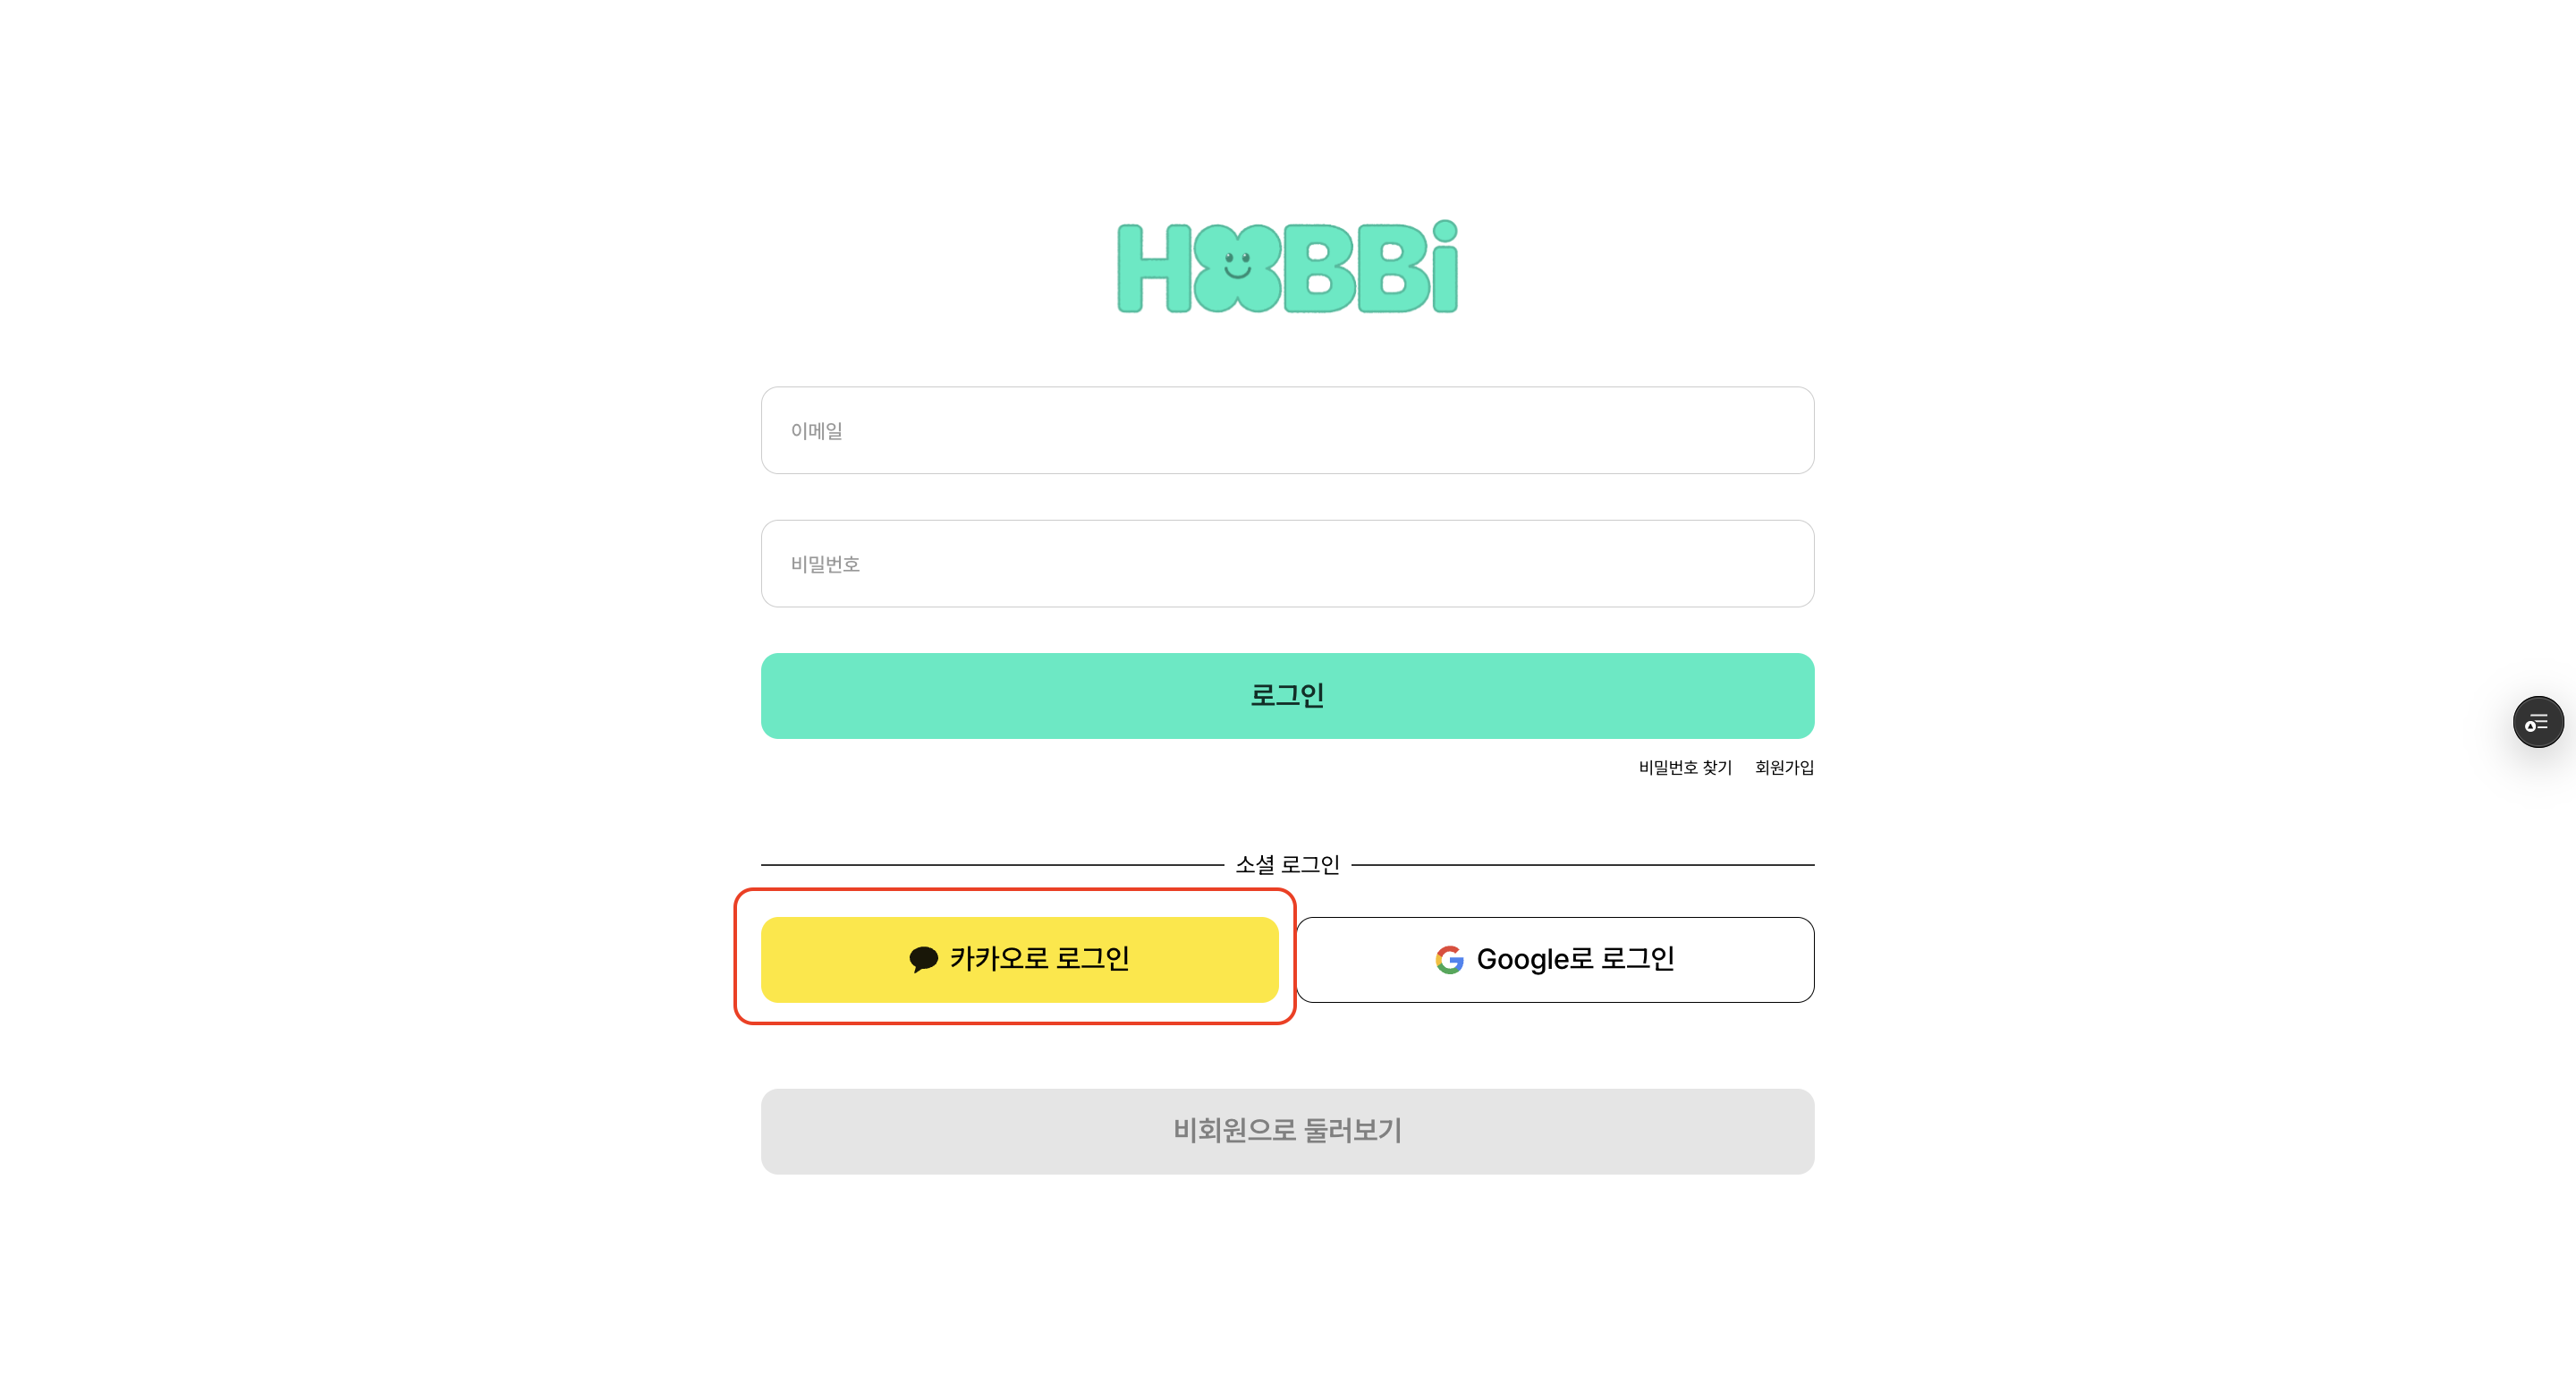 HOBBi
이메일
비밀번호
로그인
비밀번호 찾기 회원가입
소셜 로그인
카카오로 로그인 Google로 로그인
비회원으로 둘러보기